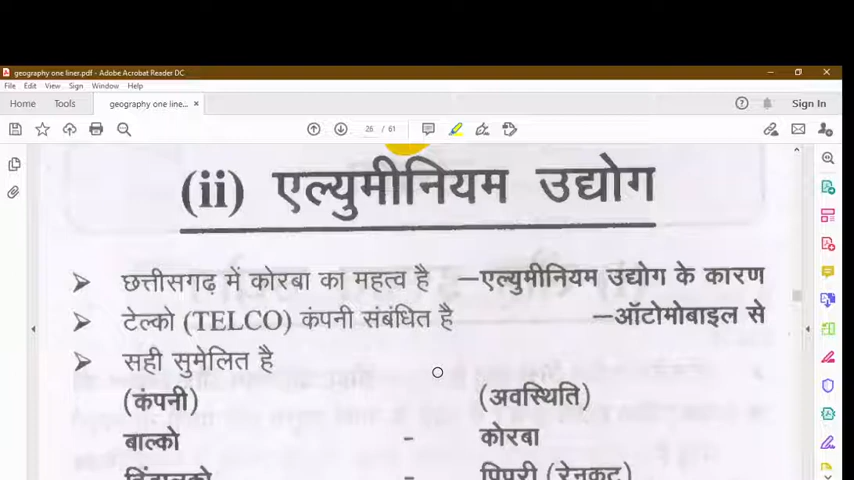 geography one liner.pdf - Adobe Acrobat Reader DC
File Edit View Sign Window Help
Home Tools geography one line... × Sign In
26 / 61
(ii) एल्युमीनियम उद्योग
छत्तीसगढ़ में कोरबा का महत्व है —एल्युमीनियम उद्योग के कारण
टेल्को (TELCO) कंपनी संबंधित है —ऑटोमोबाइल से
सही सुमेलित है
(कंपनी) (अवस्थिति)
बाल्को - कोरबा
हिंडाल्को - पिपरी (रेनुकूट)